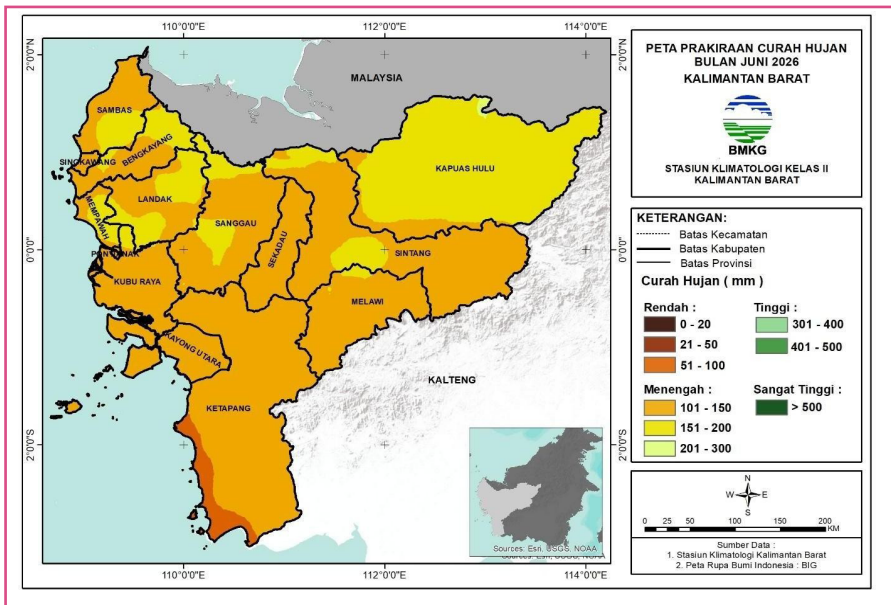 110°0'0"E
112°0'0"E
114°0'0"E
2°0'0"N
0°0'0"
2°0'0"S
MALAYSIA
SAMBAS
SINGKAWANG
BENGKAYANG
LANDAK
MEMPAWAH
SANGGAU
SEKADAU
KAPUAS HULU
SINTANG
MELAWI
KUBU RAYA
KAYONG UTARA
KETAPANG
KALTENG
Sources: Esri, USGS, NOAA
110°0'0"E
112°0'0"E
114°0'0"E
2°0'0"N
0°0'0"
2°0'0"S
PETA PRAKIRAAN CURAH HUJAN
BULAN JUNI 2026
KALIMANTAN BARAT
BMKG
STASIUN KLIMATOLOGI KELAS II
KALIMANTAN BARAT
KETERANGAN:
Batas Kecamatan
Batas Kabupaten
Batas Provinsi
Curah Hujan ( mm )
Rendah :
0 - 20
21 - 50
51 - 100
Menengah :
101 - 150
151 - 200
201 - 300
Tinggi :
301 - 400
401 - 500
Sangat Tinggi :
> 500
N
W E
S
0 25 50 100 150 200
KM
Sumber Data :
1. Stasiun Klimatologi Kalimantan Barat
2. Peta Rupa Bumi Indonesia : BIG